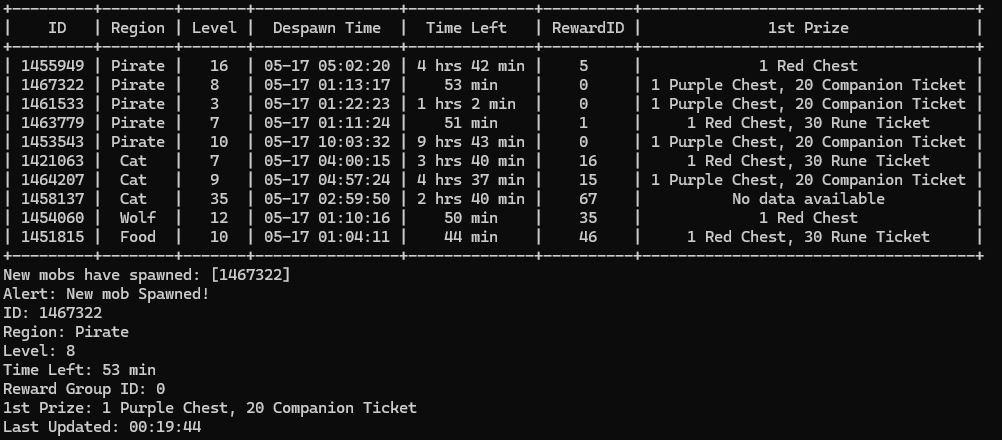 +---------+--------+-------+----------------+--------------+----------+-------------------------------------+
|    ID   | Region | Level |  Despawn Time  |  Time Left   | RewardID |              1st Prize              |
+---------+--------+-------+----------------+--------------+----------+-------------------------------------+
| 1455949 | Pirate |   16  | 05-17 05:02:20 | 4 hrs 42 min |    5     |             1 Red Chest             |
| 1467322 | Pirate |   8   | 05-17 01:13:17 |    53 min    |    0     | 1 Purple Chest, 20 Companion Ticket |
| 1461533 | Pirate |   3   | 05-17 01:22:23 | 1 hrs 2 min  |    0     | 1 Purple Chest, 20 Companion Ticket |
| 1463779 | Pirate |   7   | 05-17 01:11:24 |    51 min    |    1     |     1 Red Chest, 30 Rune Ticket     |
| 1453543 | Pirate |   10  | 05-17 10:03:32 | 9 hrs 43 min |    0     | 1 Purple Chest, 20 Companion Ticket |
| 1421063 |  Cat   |   7   | 05-17 04:00:15 | 3 hrs 40 min |    16    |     1 Red Chest, 30 Rune Ticket     |
| 1464207 |  Cat   |   9   | 05-17 04:57:24 | 4 hrs 37 min |    15    | 1 Purple Chest, 20 Companion Ticket |
| 1458137 |  Cat   |   35  | 05-17 02:59:50 | 2 hrs 40 min |    67    |          No data available          |
| 1454060 |  Wolf  |   12  | 05-17 01:10:16 |    50 min    |    35    |             1 Red Chest             |
| 1451815 |  Food  |   10  | 05-17 01:04:11 |    44 min    |    46    |     1 Red Chest, 30 Rune Ticket     |
+---------+--------+-------+----------------+--------------+----------+-------------------------------------+
New mobs have spawned: [1467322]
Alert: New mob Spawned!
ID: 1467322
Region: Pirate
Level: 8
Time Left: 53 min
Reward Group ID: 0
1st Prize: 1 Purple Chest, 20 Companion Ticket
Last Updated: 00:19:44